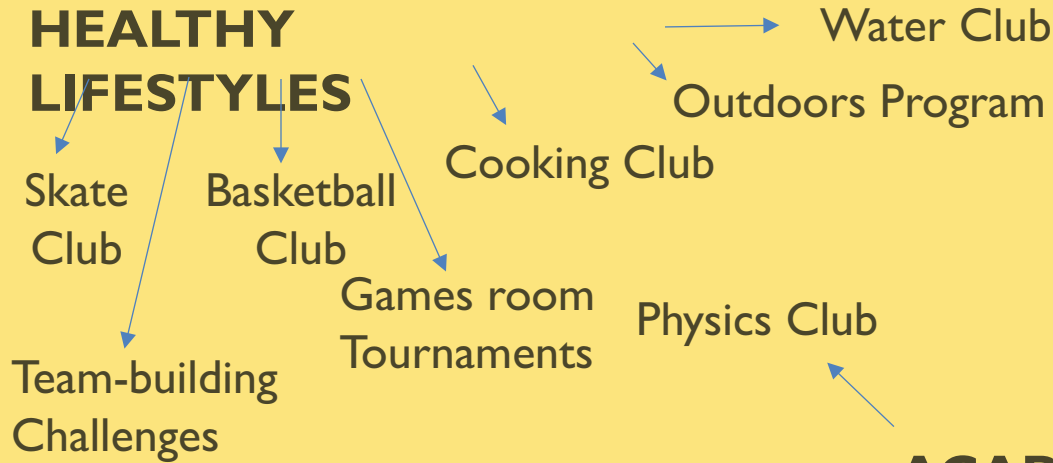 HEALTHY
LIFESTYLES
Water Club
Outdoors Program
Cooking Club
Skate
Club
Basketball
Club
Games room
Tournaments
Physics Club
Team-building
Challenges